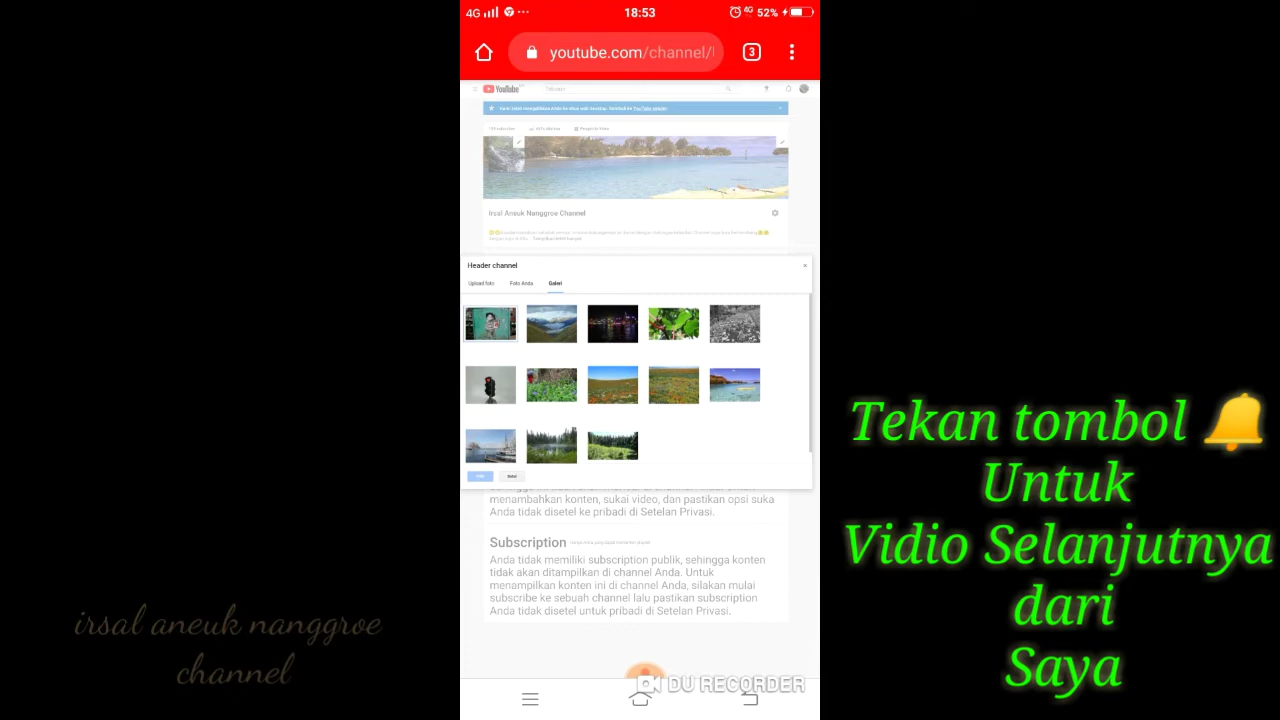 4G
18:53
4G 52%
youtube.com/channel/
3
YouTube
Telusuri
Irsal Aneuk Nanggroe Channel
Header channel
Upload foto
Foto Anda
Galeri
Batal
menambahkan konten, sukai video, dan pastikan opsi suka
Anda tidak disetel ke pribadi di Setelan Privasi.
Subscription
Anda tidak memiliki subscription publik, sehingga konten
tidak akan ditampilkan di channel Anda. Untuk
menampilkan konten ini di channel Anda, silakan mulai
subscribe ke sebuah channel lalu pastikan subscription
Anda tidak disetel untuk pribadi di Setelan Privasi.
DU RECORDER
irsal aneuk nanggroe
channel
Tekan tombol 🔔
Untuk
Vidio Selanjutnya
dari
Saya